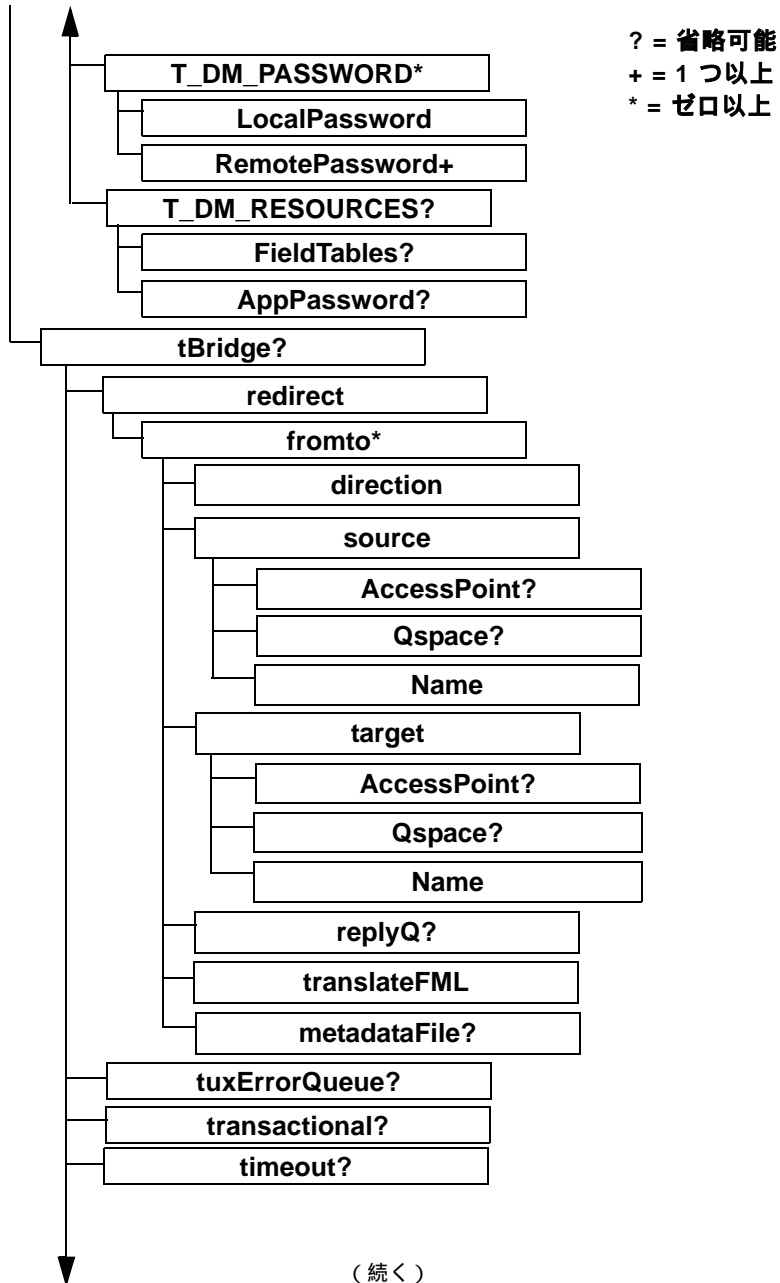 ? = 省略可能
+ = 1 つ以上
* = ゼロ以上
T_DM_PASSWORD*
LocalPassword
RemotePassword+
T_DM_RESOURCES?
FieldTables?
AppPassword?
tBridge?
redirect
fromto*
direction
source
AccessPoint?
Qspace?
Name
target
AccessPoint?
Qspace?
Name
replyQ?
translateFML
metadataFile?
tuxErrorQueue?
transactional?
timeout?
( 続く )